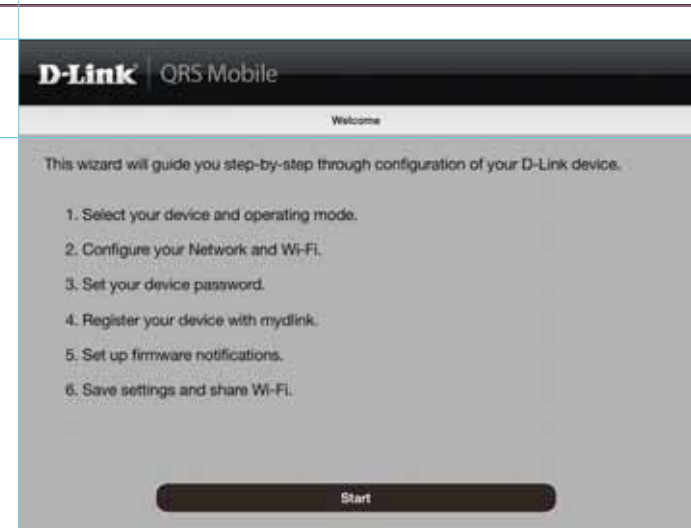 D-Link QRS Mobile
Welcome
This wizard will guide you step-by-step through configuration of your D-Link device.
1. Select your device and operating mode.
2. Configure your Network and Wi-Fi.
3. Set your device password.
4. Register your device with mydlink.
5. Set up firmware notifications.
6. Save settings and share Wi-Fi.
Start